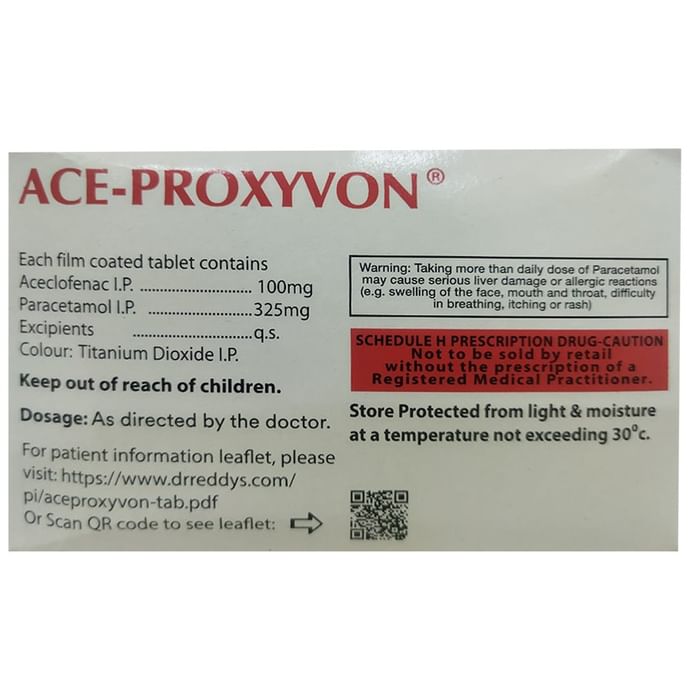 ACE-PROXYVON®
Each film coated tablet contains
Aceclofenac I.P. ............................ 100mg
Paracetamol I.P. ..........................325mg
Excipients ..............................q.s.
Colour: Titanium Dioxide I.P.
Keep out of reach of children.
Dosage: As directed by the doctor.
For patient information leaflet, please
visit: https://www.drreddys.com/
pi/aceproxyvon-tab.pdf
Or Scan QR code to see leaflet:
Warning: Taking more than daily dose of Paracetamol
may cause serious liver damage or allergic reactions
(e.g. swelling of the face, mouth and throat, difficulty
in breathing, itching or rash)
SCHEDULE H PRESCRIPTION DRUG-CAUTION
Not to be sold by retail
without the prescription of a
Registered Medical Practitioner.
Store Protected from light & moisture
at a temperature not exceeding 30⁰c.